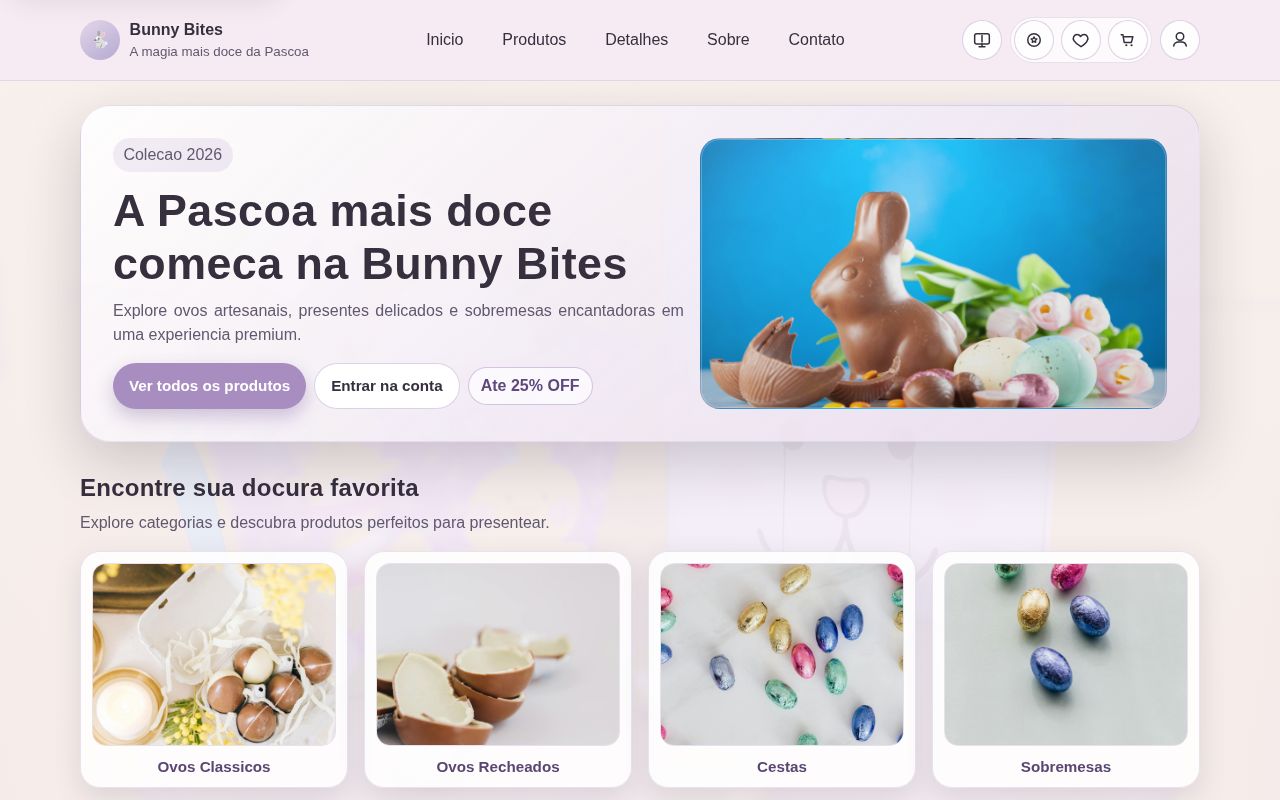 Bunny Bites
A magia mais doce da Pascoa
Inicio
Produtos
Detalhes
Sobre
Contato
Colecao 2026
A Pascoa mais doce
comeca na Bunny Bites
Explore ovos artesanais, presentes delicados e sobremesas encantadoras em
uma experiencia premium.
Ver todos os produtos
Entrar na conta
Ate 25% OFF
Encontre sua docura favorita
Explore categorias e descubra produtos perfeitos para presentear.
Ovos Classicos
Ovos Recheados
Cestas
Sobremesas